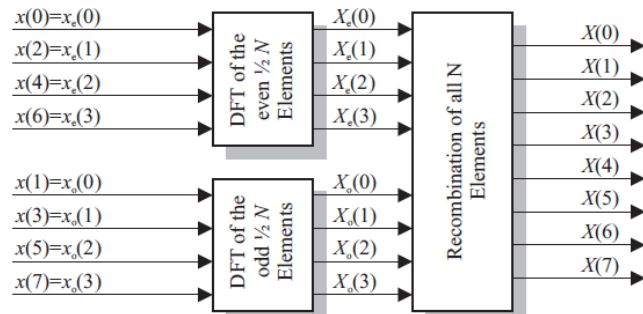 x(0)=xₑ(0)
x(2)=xₑ(1)
x(4)=xₑ(2)
x(6)=xₑ(3)
DFT of the
even ½ N
Elements
Xₑ(0)
Xₑ(1)
Xₑ(2)
Xₑ(3)
x(1)=xₒ(0)
x(3)=xₒ(1)
x(5)=xₒ(2)
x(7)=xₒ(3)
DFT of the
odd ½ N
Elements
Xₒ(0)
Xₒ(1)
Xₒ(2)
Xₒ(3)
Recombination of all N
Elements
X(0)
X(1)
X(2)
X(3)
X(4)
X(5)
X(6)
X(7)